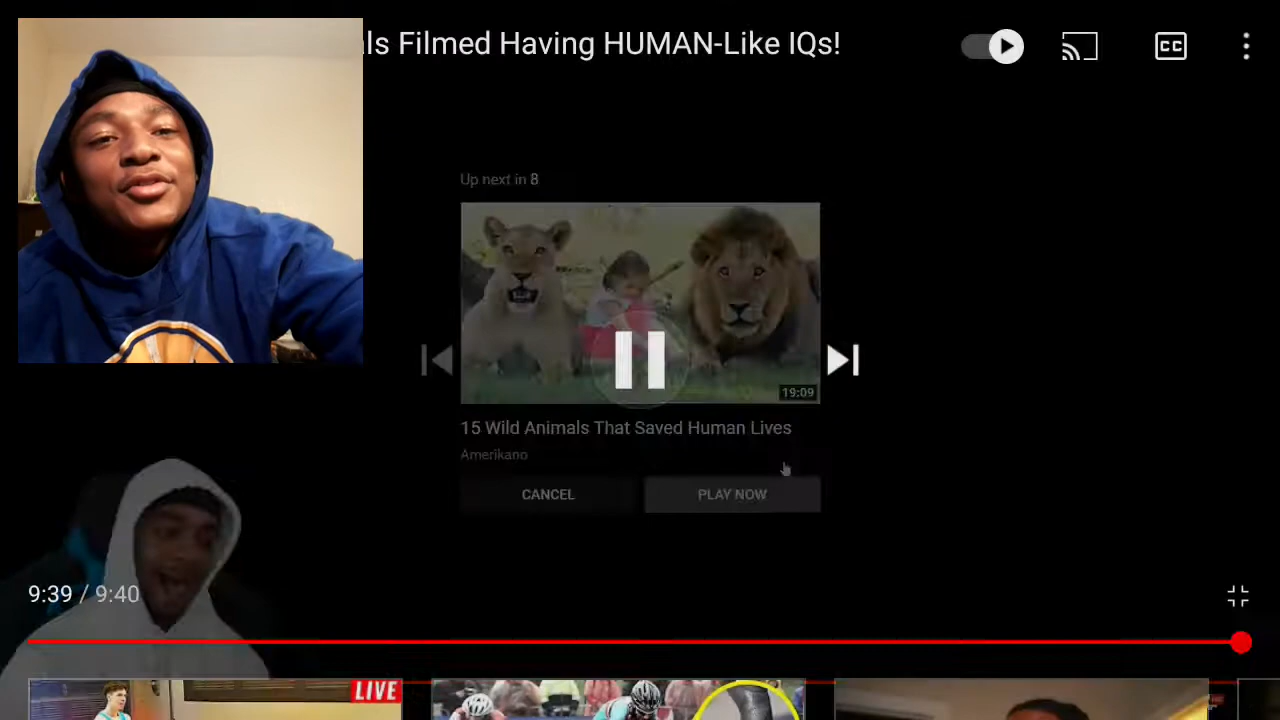 ls Filmed Having HUMAN-Like IQs!
CC
Up next in 8
19:09
15 Wild Animals That Saved Human Lives
Amerikano
CANCEL
PLAY NOW
9:39 / 9:40
LIVE